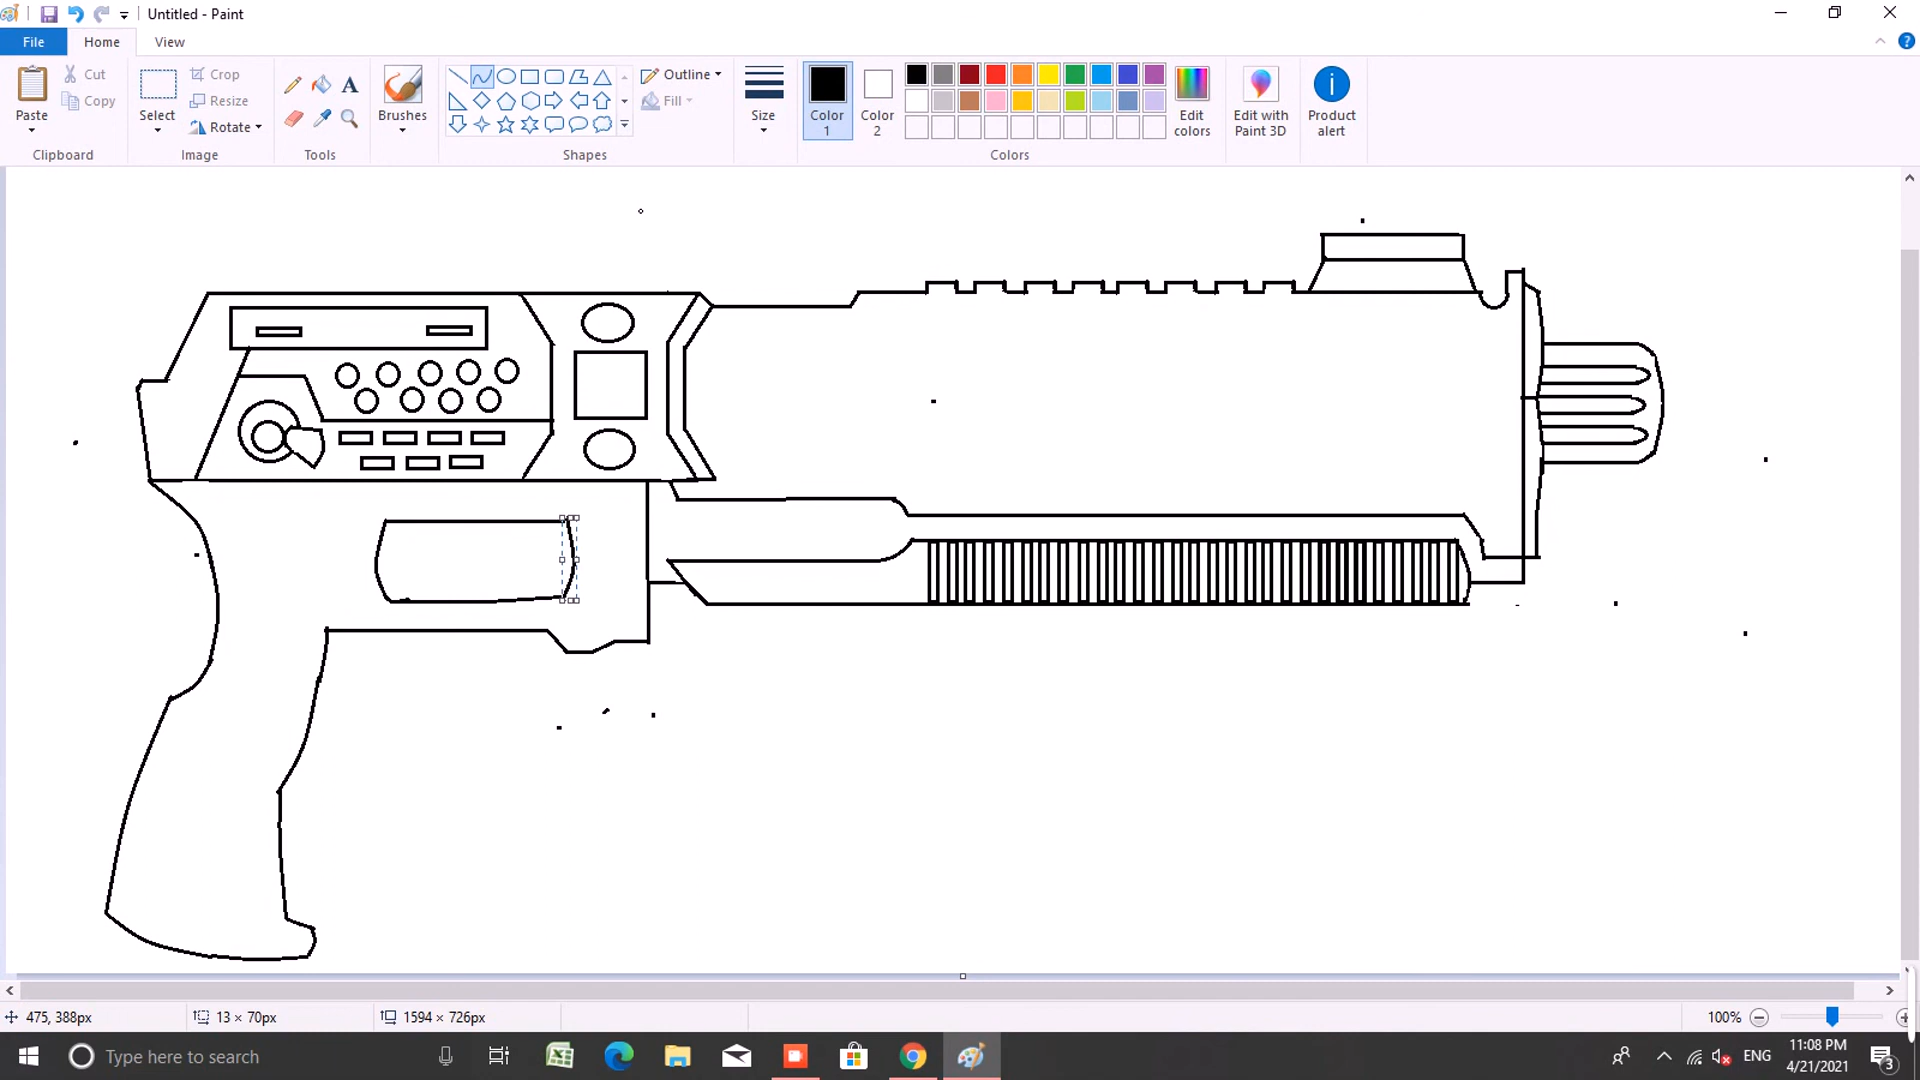 Untitled - Paint
File Home View
Paste
Cut
Copy
Clipboard
Select
Crop
Resize
Rotate
Image
A
Tools
Brushes
Outline
Fill
Shapes
Size
Color 1
Color 2
Edit colors
Colors
Edit with Paint 3D
Product alert
475, 388px 13 × 70px 1594 × 726px 100%
Type here to search
ENG
11:08 PM
4/21/2021
3